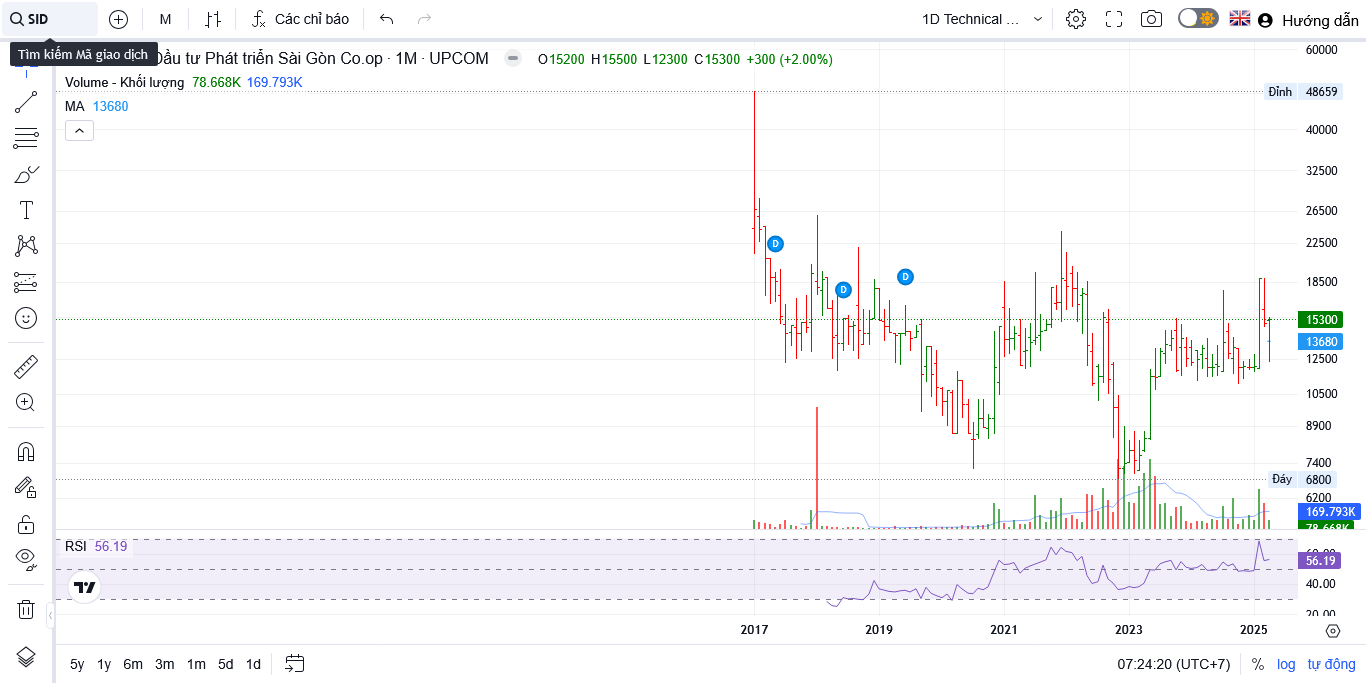 SID
M
Các chỉ báo
1D Technical ...
Hướng dẫn
Tìm kiếm Mã giao dịch
Đầu tư Phát triển Sài Gòn Co.op · 1M · UPCOM
O15200 H15500 L12300 C15300 +300 (+2.00%)
Volume - Khối lượng 78.668K 169.793K
MA 13680
60000
Đỉnh 48659
40000
32500
26500
22500
18500
15300
13680
12500
10500
8900
7400
Đáy 6800
6200
169.793K
78.668K
D
D
D
RSI 56.19
60.00
56.19
40.00
20.00
2017 2019 2021 2023 2025
5y 1y 6m 3m 1m 5d 1d
07:24:20 (UTC+7) % log tự động